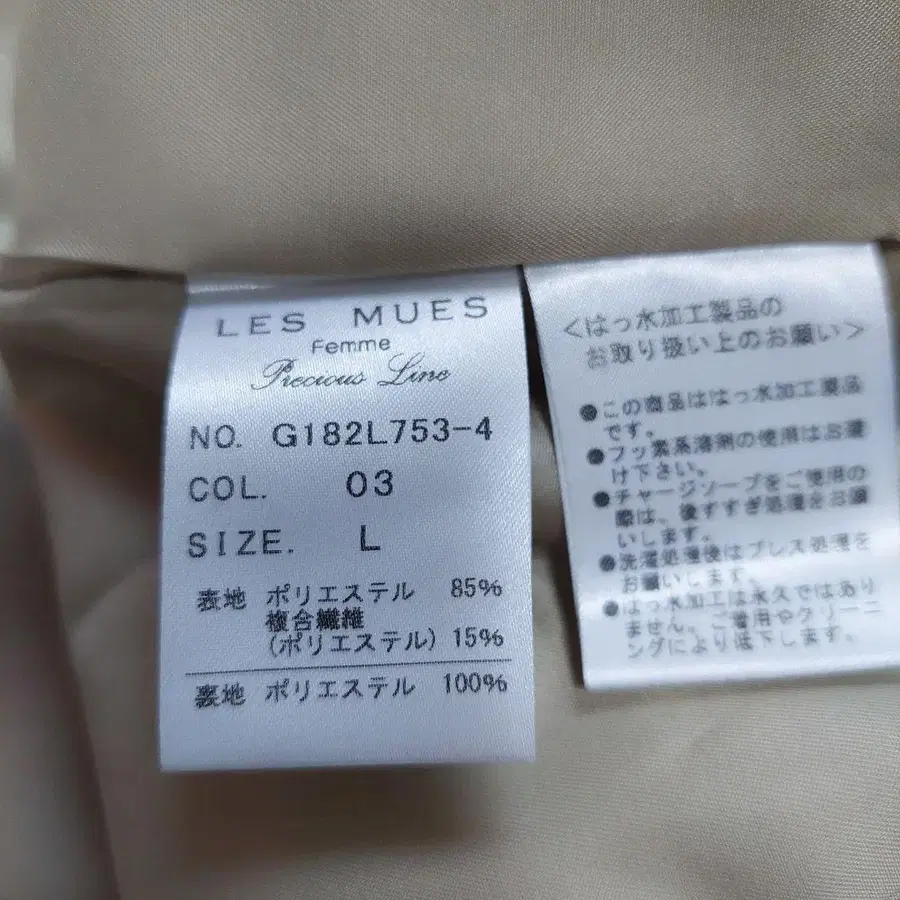 LES MUES
Femme
Precious Line
NO. G182L753-4
COL. 03
SIZE. L
表地 ポリエステル 85%
複合繊維
(ポリエステル) 15%
裏地 ポリエステル 100%
<はっ水加工製品の
お取り扱い上のお願い>
●この商品ははっ水加工製品
です。
●フッ素系溶剤の使用はお避
け下さい。
●チャージソープをご使用の
際は、後すすぎ処理をお願
いします。
●洗濯処理後はプレス処理を
お願いします。
●はっ水加工は永久ではあり
ません。ご着用やクリーニ
ングにより低下します。